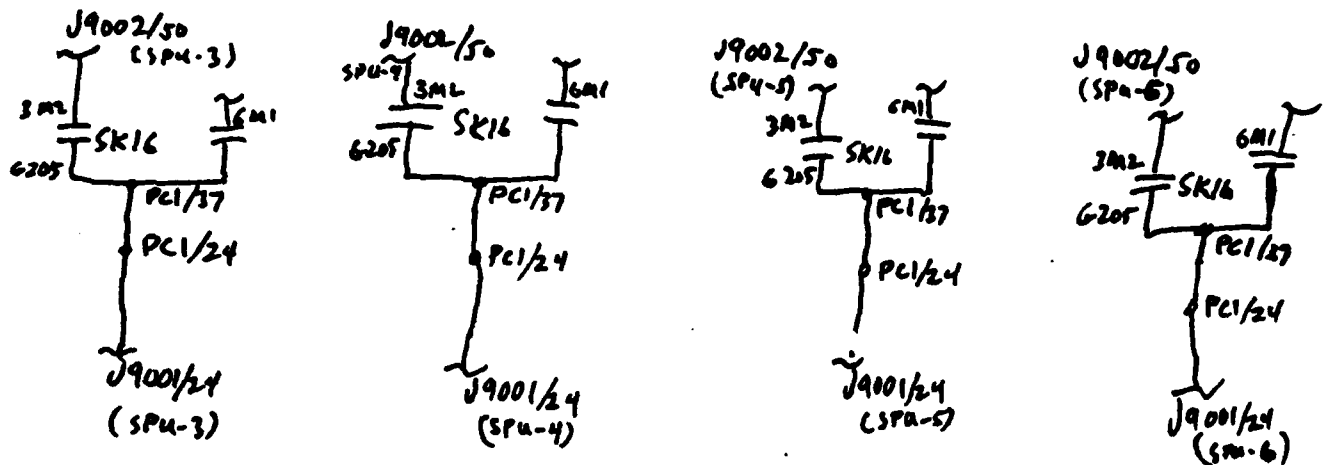 J9002/50
(SPU-3)
3M2
6M1
SK16
G205
PC1/37
PC1/24
J9001/24
(SPU-3)
J9002/50
SPU-4
3M2
6M1
SK16
G205
PC1/37
PC1/24
J9001/24
(SPU-4)
J9002/50
(SPU-5)
3M2
6M1
SK16
G205
PC1/37
PC1/24
J9001/24
(SPU-5)
J9002/50
(SPU-6)
3M2
6M1
SK16
G205
PC1/37
PC1/24
J9001/24
(SPU-6)